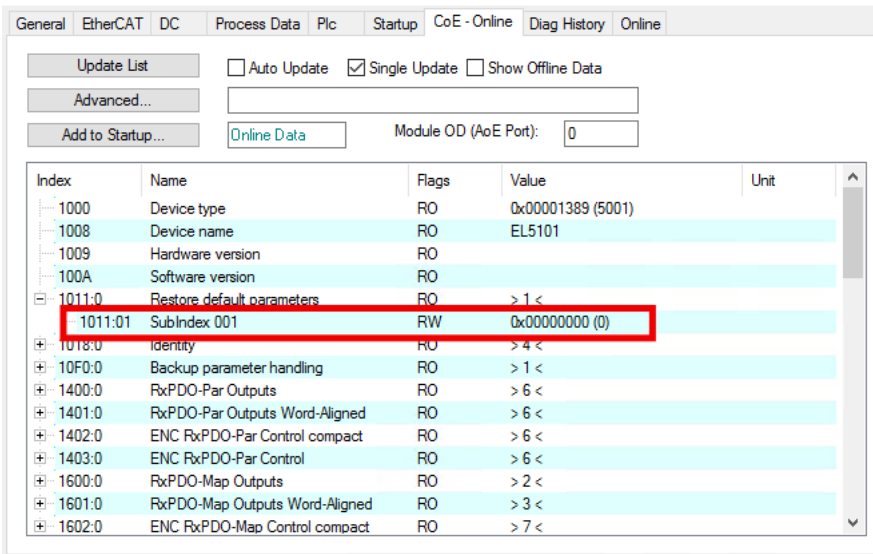 General EtherCAT DC Process Data Plc Startup CoE - Online Diag History Online
Update List Auto Update Single Update Show Offline Data
Advanced...
Add to Startup... Online Data Module OD (AoE Port): 0
Index Name Flags Value Unit
1000 Device type RO 0x00001389 (5001)
1008 Device name RO EL5101
1009 Hardware version RO
100A Software version RO
1011:0 Restore default parameters RO > 1 <
1011:01 SubIndex 001 RW 0x00000000 (0)
1018:0 Identity RO > 4 <
10F0:0 Backup parameter handling RO > 1 <
1400:0 RxPDO-Par Outputs RO > 6 <
1401:0 RxPDO-Par Outputs Word-Aligned RO > 6 <
1402:0 ENC RxPDO-Par Control compact RO > 6 <
1403:0 ENC RxPDO-Par Control RO > 6 <
1600:0 RxPDO-Map Outputs RO > 2 <
1601:0 RxPDO-Map Outputs Word-Aligned RO > 3 <
1602:0 ENC RxPDO-Map Control compact RO > 7 <